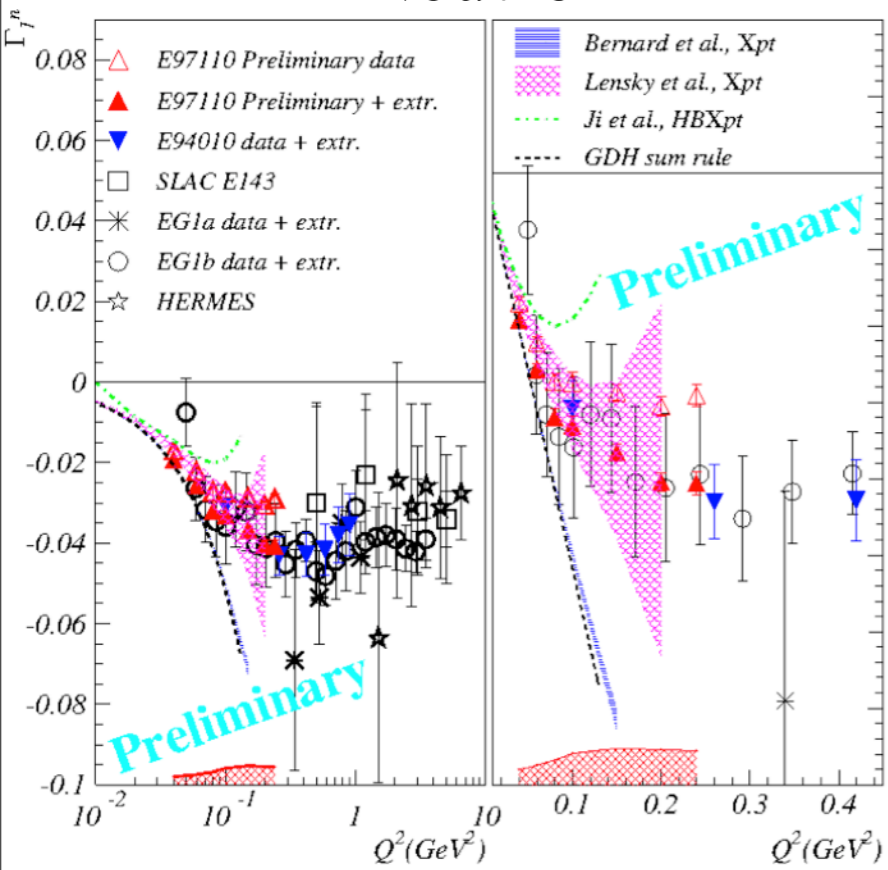 Γ₁ⁿ
0.08
0.06
0.04
0.02
0
-0.02
-0.04
-0.06
-0.08
-0.1
E97110 Preliminary data
E97110 Preliminary + extr.
E94010 data + extr.
SLAC E143
EG1a data + extr.
EG1b data + extr.
HERMES
Preliminary
10⁻² 10⁻¹ 1 10
Q²(GeV²)
Bernard et al., Xpt
Lensky et al., Xpt
Ji et al., HBXpt
GDH sum rule
Preliminary
0.1 0.2 0.3 0.4
Q²(GeV²)